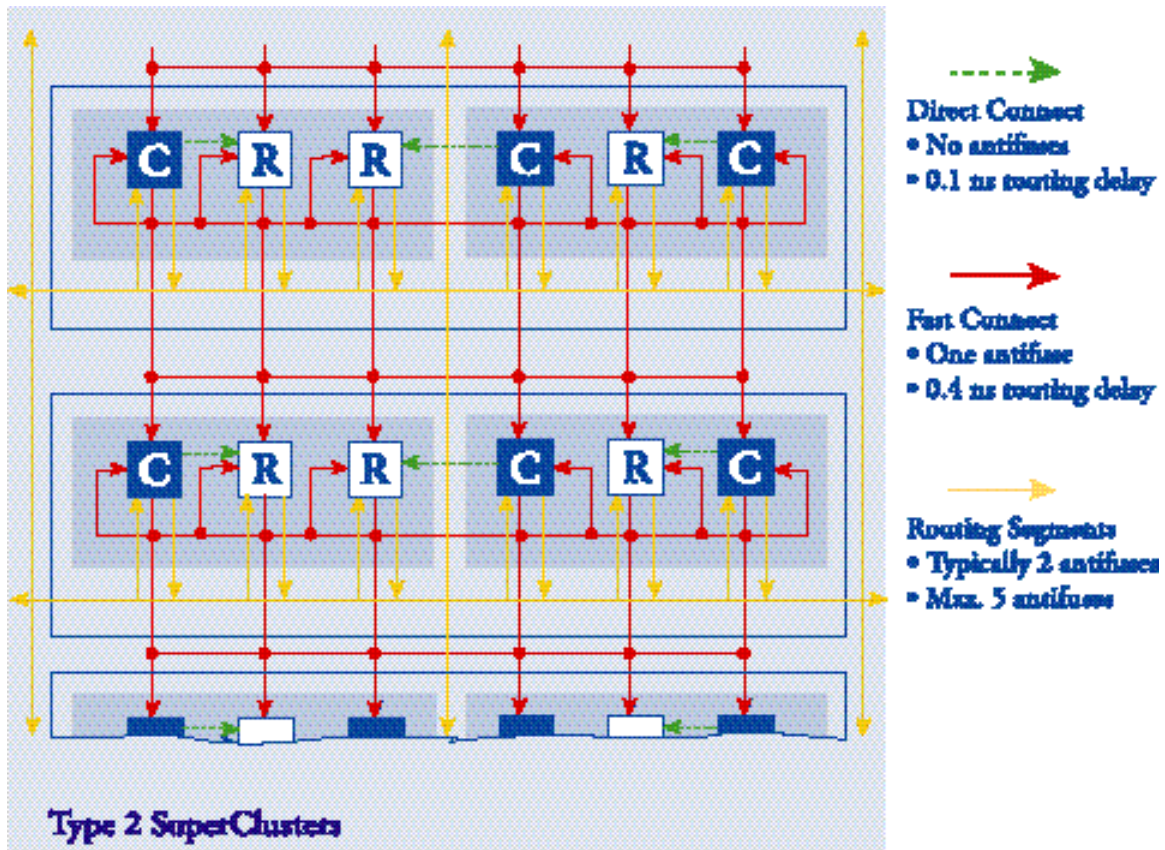 C R R C R C
Direct Connect
• No antifuses
• 0.1 ns routing delay
Fast Connect
• One antifuse
• 0.4 ns routing delay
C R R C R C
Routing Segments
• Typically 2 antifuses
• Max. 5 antifuses
Type 2 SuperClusters